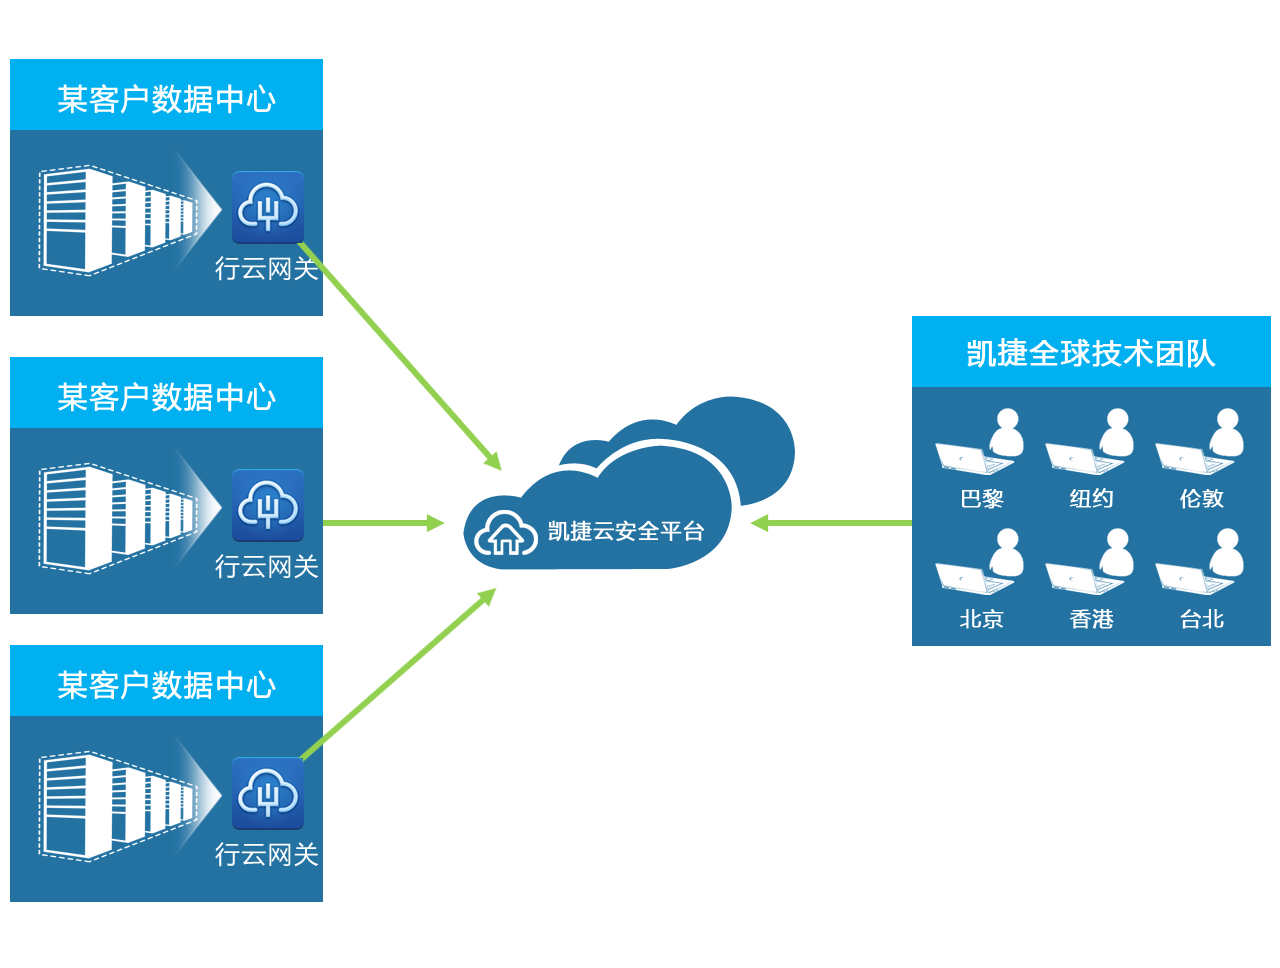 某客户数据中心
行云网关
某客户数据中心
行云网关
某客户数据中心
行云网关
凯捷云安全平台
凯捷全球技术团队
巴黎 纽约 伦敦
北京 香港 台北